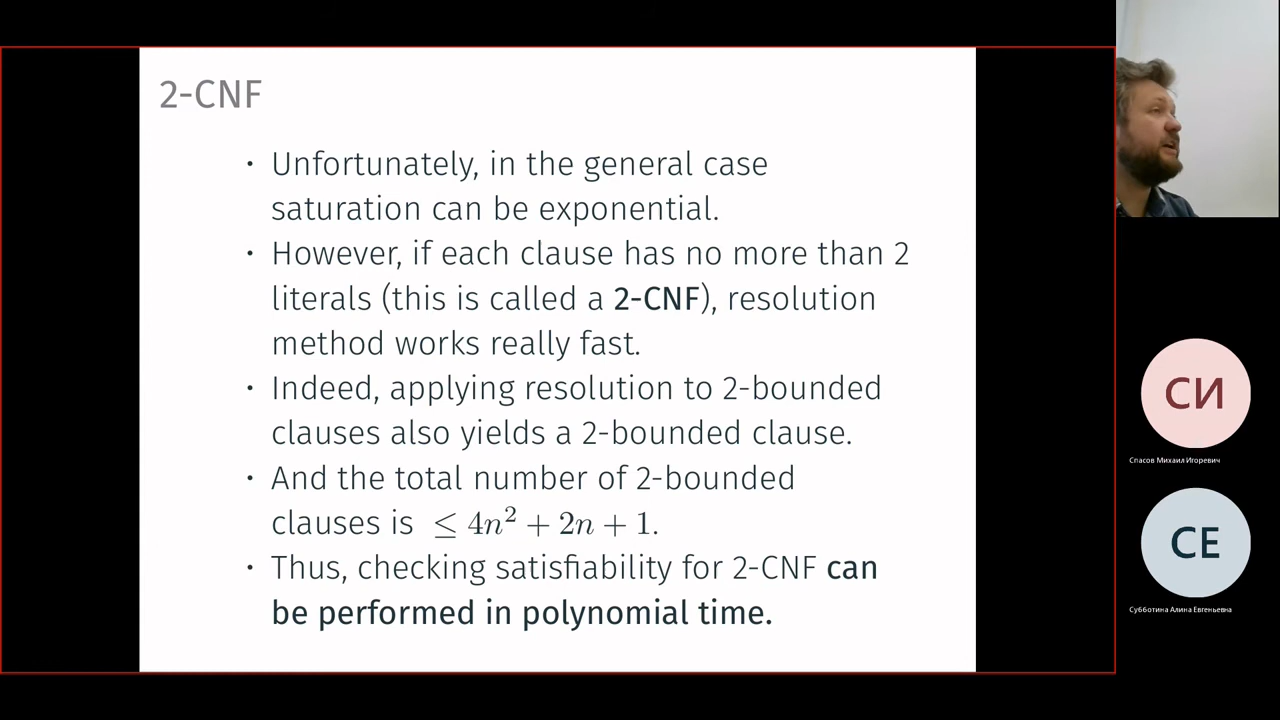 2-CNF
· Unfortunately, in the general case
saturation can be exponential.
· However, if each clause has no more than 2
literals (this is called a 2-CNF), resolution
method works really fast.
· Indeed, applying resolution to 2-bounded
clauses also yields a 2-bounded clause.
· And the total number of 2-bounded
clauses is ≤ 4n² + 2n + 1.
· Thus, checking satisfiability for 2-CNF can
be performed in polynomial time.
СИ
Спасов Михаил Игоревич
СЕ
Субботина Алина Евгеньевна